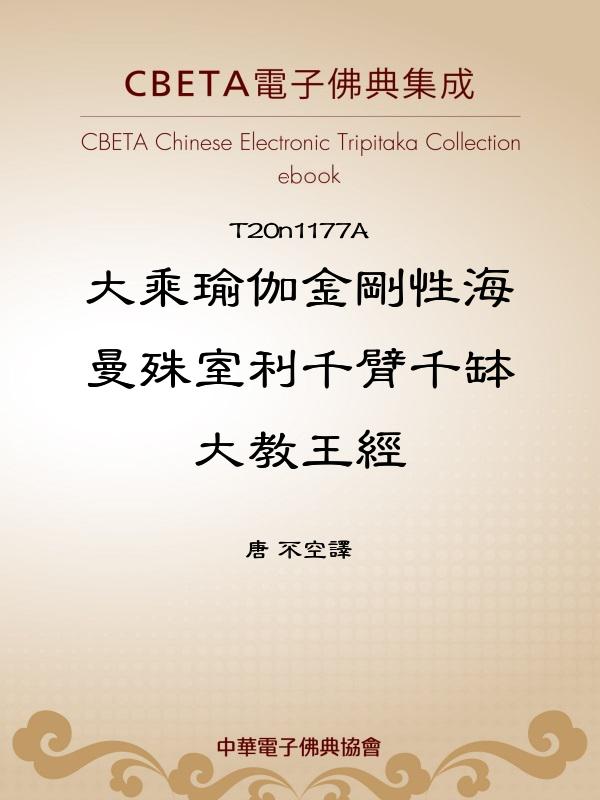 CBETA電子佛典集成
CBETA Chinese Electronic Tripitaka Collection
ebook
T20n1177A
大乘瑜伽金剛性海
曼殊室利千臂千缽
大教王經
唐 不空譯
中華電子佛典協會